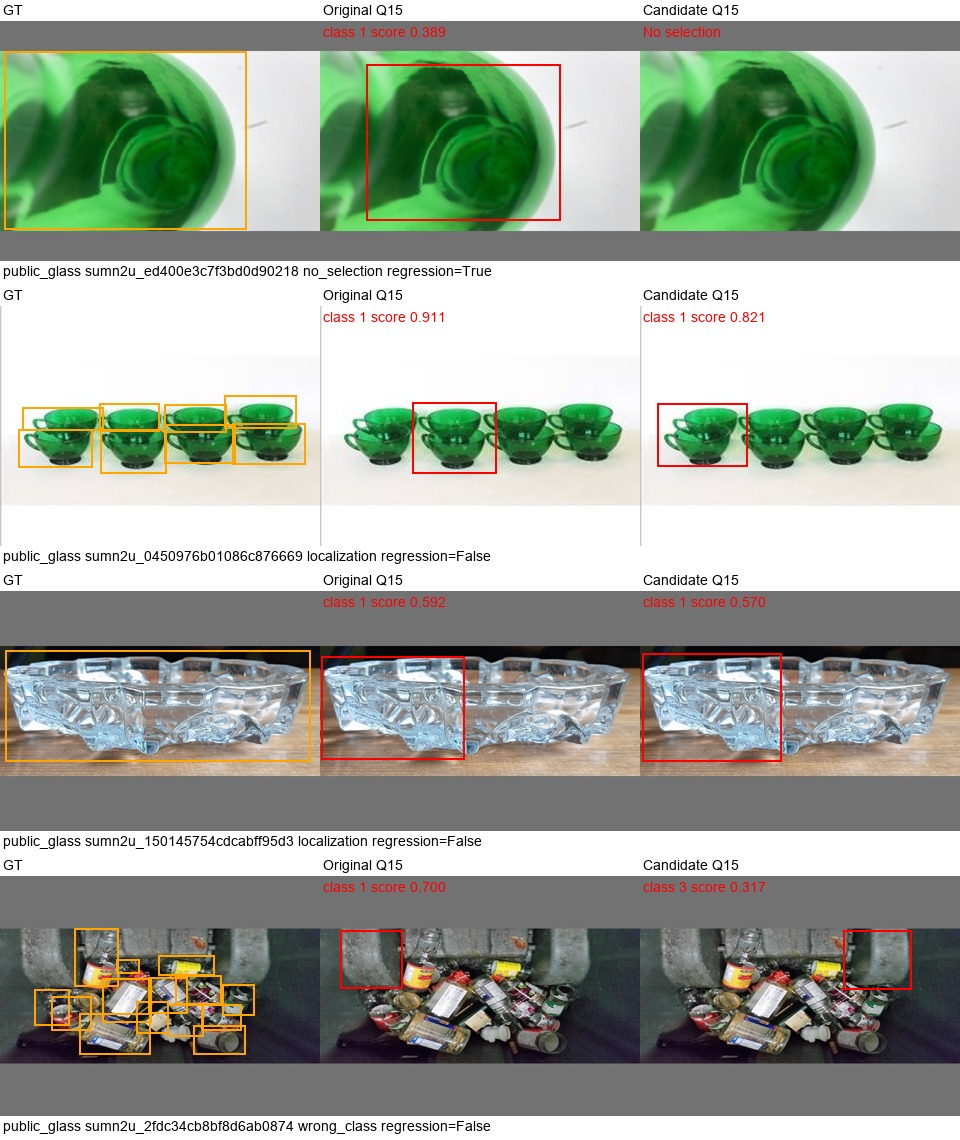 GT Original Q15 Candidate Q15
class 1 score 0.389 No selection
public_glass sumn2u_ed400e3c7f3bd0d90218 no_selection regression=True
GT Original Q15 Candidate Q15
class 1 score 0.911 class 1 score 0.821
public_glass sumn2u_0450976b01086c876669 localization regression=False
GT Original Q15 Candidate Q15
class 1 score 0.592 class 1 score 0.570
public_glass sumn2u_150145754cdcabff95d3 localization regression=False
GT Original Q15 Candidate Q15
class 1 score 0.700 class 3 score 0.317
public_glass sumn2u_2fdc34cb8bf8d6ab0874 wrong_class regression=False